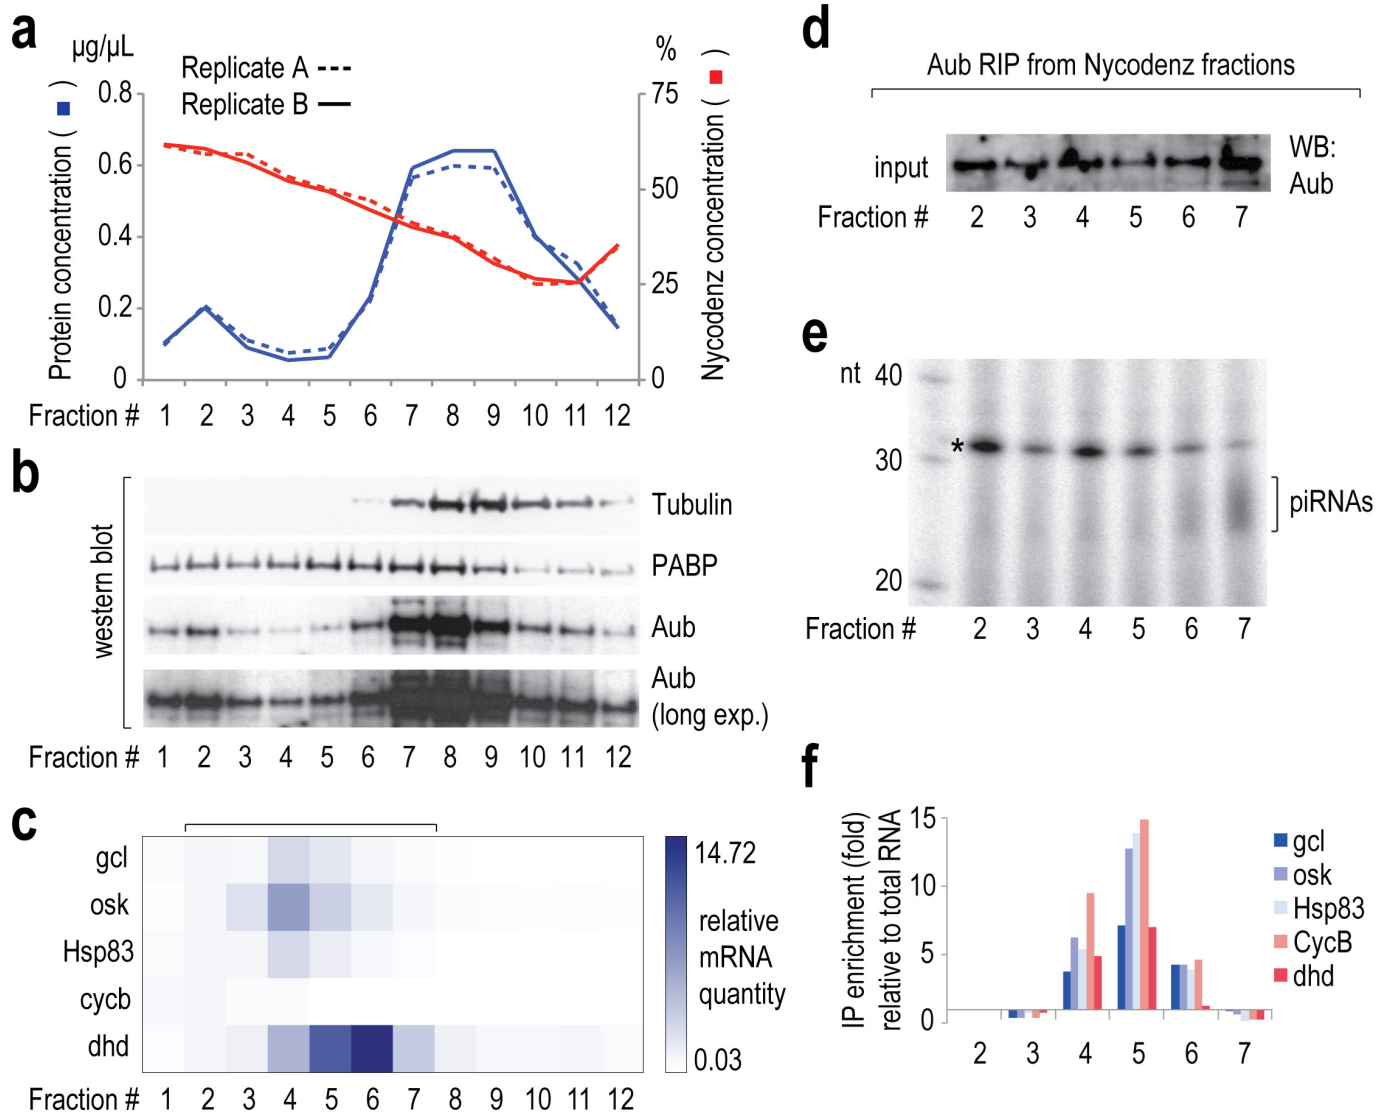 a
µg/µL
%
Replicate A
Replicate B
Protein concentration ( )
Nycodenz concentration ( )
0.8
0.6
0.4
0.2
0
75
50
25
0
Fraction # 1 2 3 4 5 6 7 8 9 10 11 12
b
western blot
Tubulin
PABP
Aub
Aub
(long exp.)
Fraction # 1 2 3 4 5 6 7 8 9 10 11 12
c
gcl
osk
Hsp83
cycb
dhd
14.72
relative
mRNA
quantity
0.03
Fraction # 1 2 3 4 5 6 7 8 9 10 11 12
d
Aub RIP from Nycodenz fractions
input
WB:
Aub
Fraction # 2 3 4 5 6 7
e
nt 40
*
30
20
piRNAs
Fraction # 2 3 4 5 6 7
f
IP enrichment (fold)
relative to total RNA
15
10
5
0
2 3 4 5 6 7
gcl
osk
Hsp83
CycB
dhd